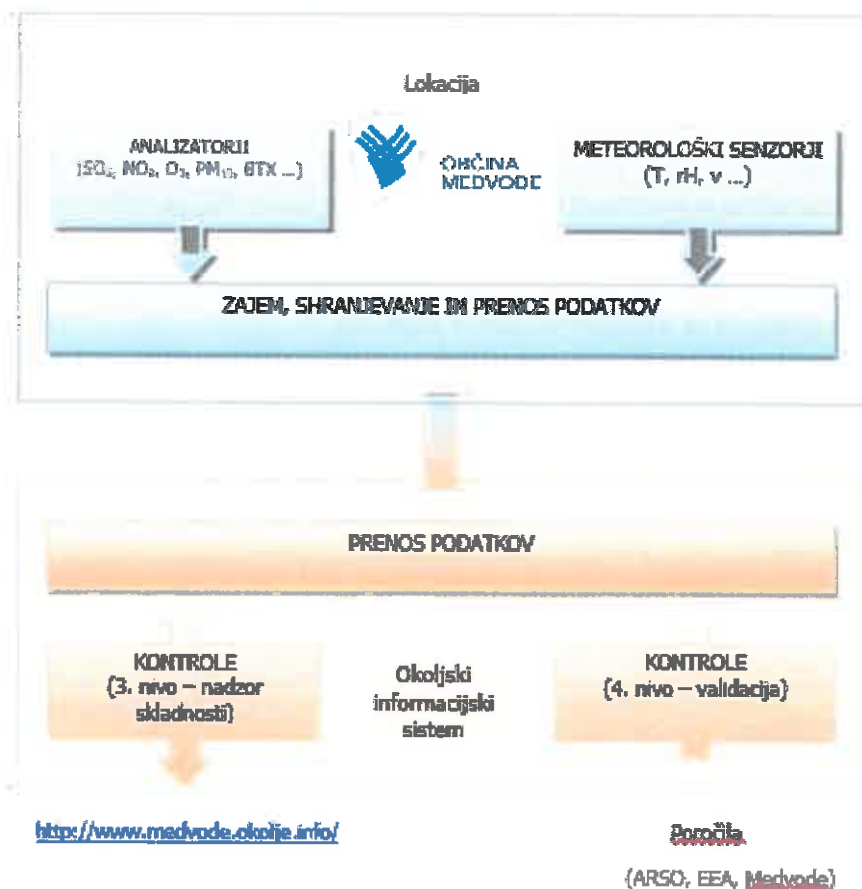 Lokacija
ANALIZATORJI
(SO₂, NO₂, O₃, PM₁₀, BTX ...)
OBČINA
MEDVODE
METEOROLOŠKI SENZORJI
(T, rH, v ...)
ZAJEM, SHRANJEVANJE IN PRENOS PODATKOV
PRENOS PODATKOV
KONTROLE
(3. nivo – nadzor
skladnosti)
Okoljski
informacijski
sistem
KONTROLE
(4. nivo – validacija)
http://www.medvode.okolje.info/
Poročila
(ARSO, EEA, Medvode)